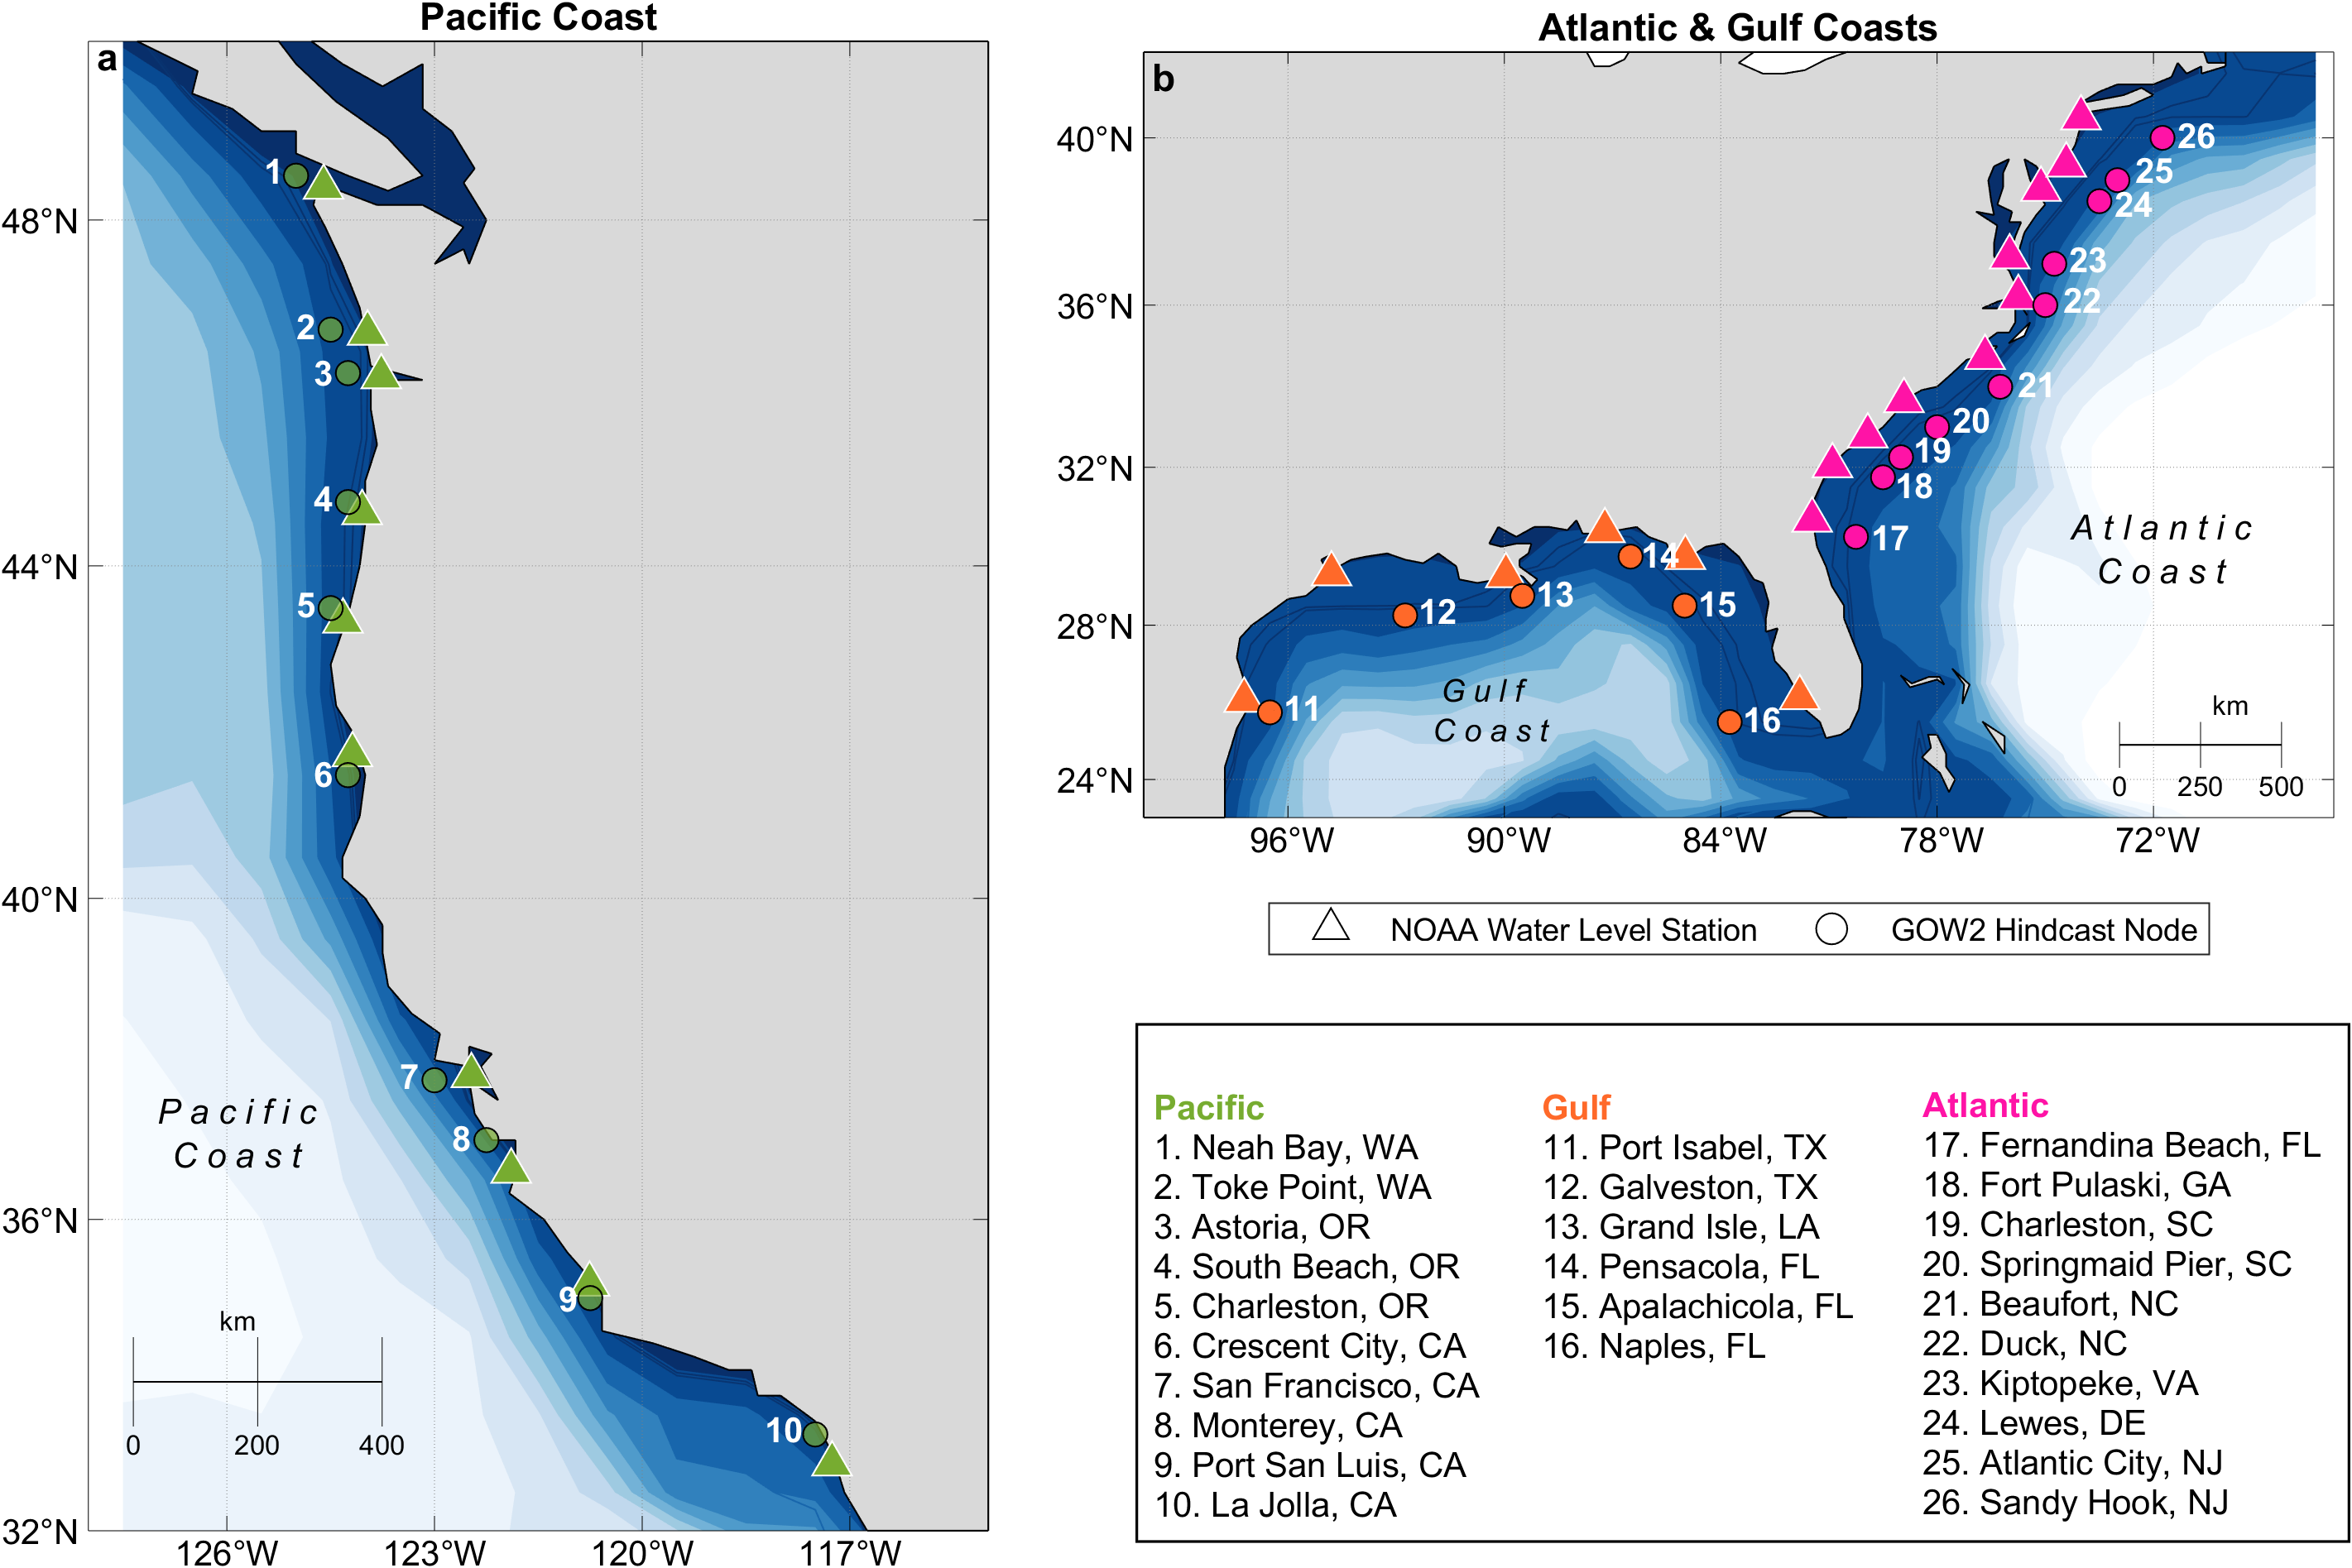 Pacific Coast
a
48°N
44°N
40°N
36°N
32°N
126°W
123°W
120°W
117°W
1
2
3
4
5
6
7
8
9
10
Pacific
Coast
km
0 200 400
Atlantic & Gulf Coasts
b
40°N
36°N
32°N
28°N
24°N
96°W
90°W
84°W
78°W
72°W
26
25
24
23
22
21
20
19
18
17
14
13
12
15
11
16
Gulf
Coast
Atlantic
Coast
km
0 250 500
NOAA Water Level Station
GOW2 Hindcast Node
Pacific
1. Neah Bay, WA
2. Toke Point, WA
3. Astoria, OR
4. South Beach, OR
5. Charleston, OR
6. Crescent City, CA
7. San Francisco, CA
8. Monterey, CA
9. Port San Luis, CA
10. La Jolla, CA
Gulf
11. Port Isabel, TX
12. Galveston, TX
13. Grand Isle, LA
14. Pensacola, FL
15. Apalachicola, FL
16. Naples, FL
Atlantic
17. Fernandina Beach, FL
18. Fort Pulaski, GA
19. Charleston, SC
20. Springmaid Pier, SC
21. Beaufort, NC
22. Duck, NC
23. Kiptopeke, VA
24. Lewes, DE
25. Atlantic City, NJ
26. Sandy Hook, NJ